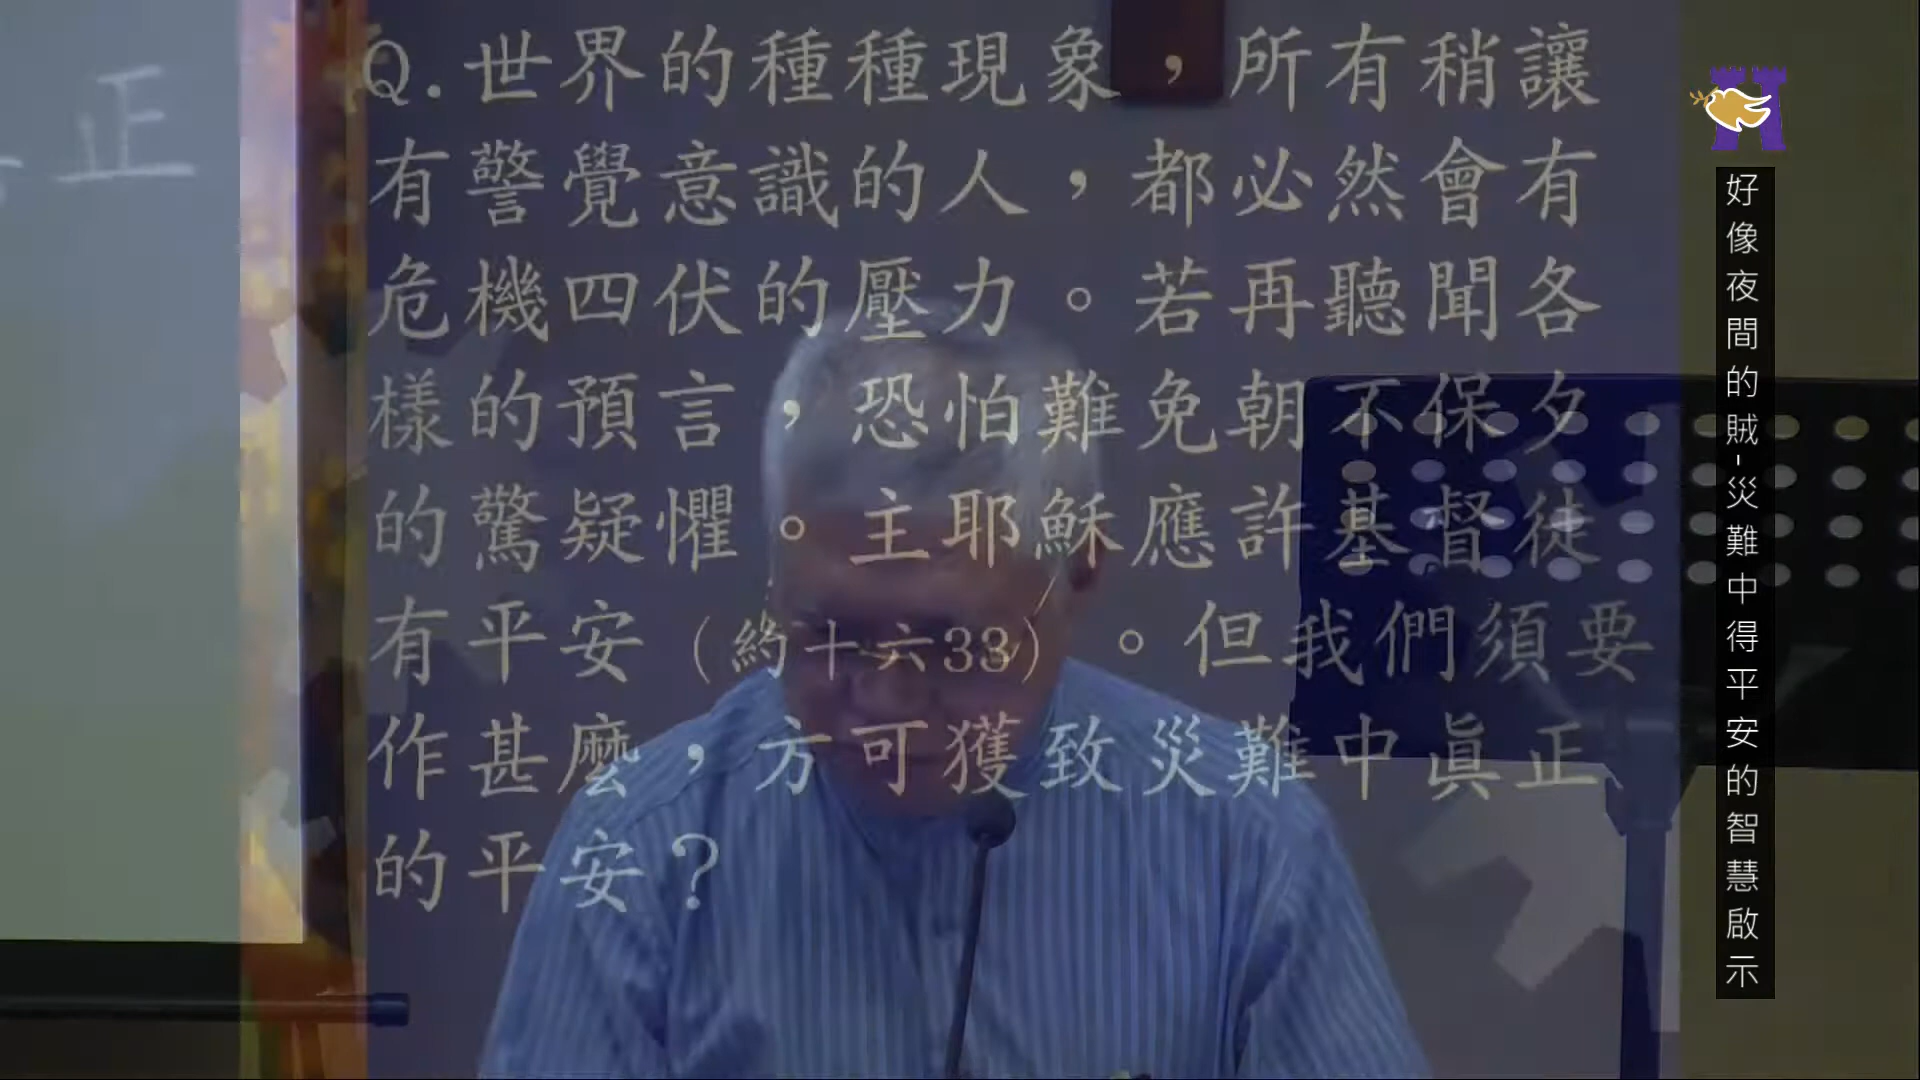 Q.世界的種種現象，所有稍讓
有警覺意識的人，都必然會有
危機四伏的壓力。若再聽聞各
樣的預言，恐怕難免朝不保夕
的驚疑懼。主耶穌應許基督徒
有平安（約十六33）。但我們須要
作甚麼，方可獲致災難中真正
的平安？
正
好像夜間的賊-災難中得平安的智慧啟示